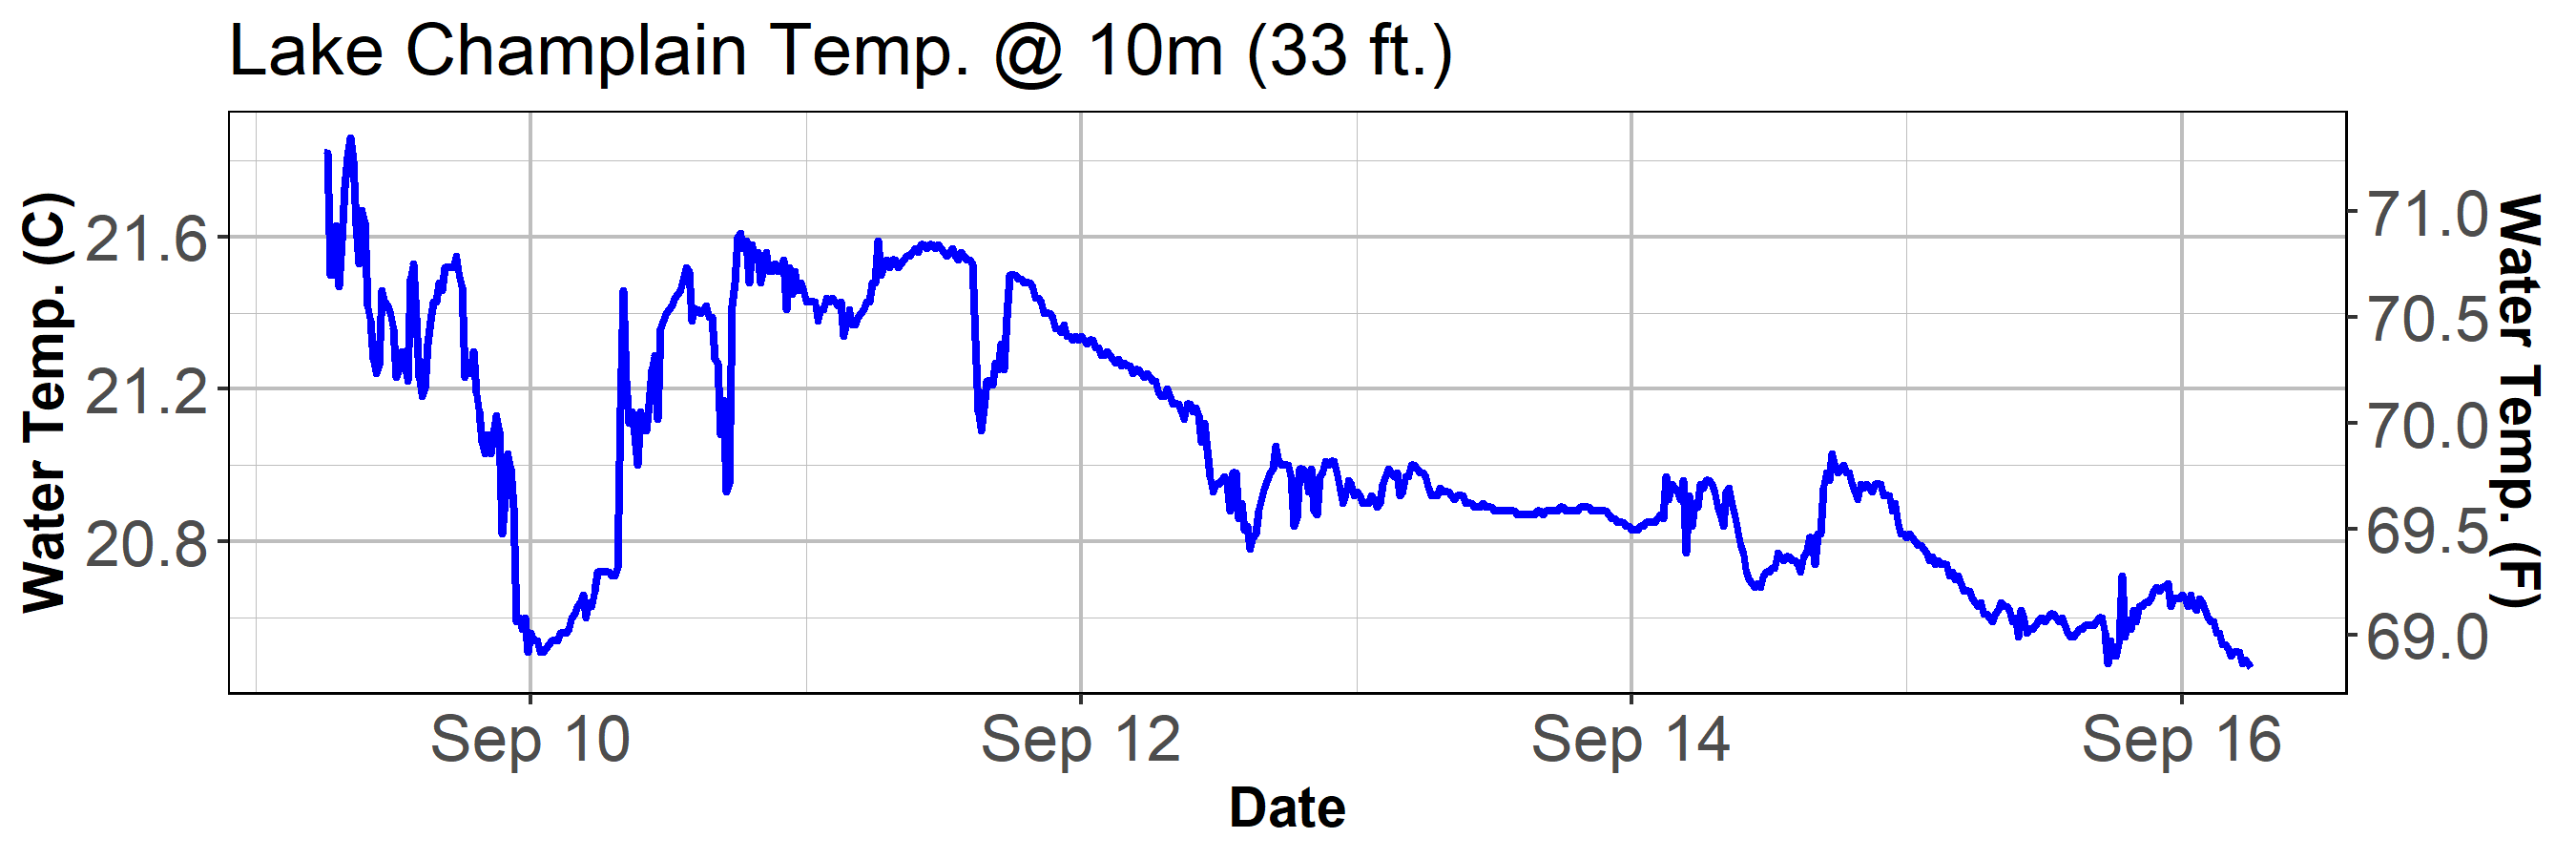 Lake Champlain Temp. @ 10m (33 ft.)
Water Temp. (C)
21.6
21.2
20.8
71.0
70.5
70.0
69.5
69.0
Water Temp. (F)
Sep 10
Sep 12
Sep 14
Sep 16
Date